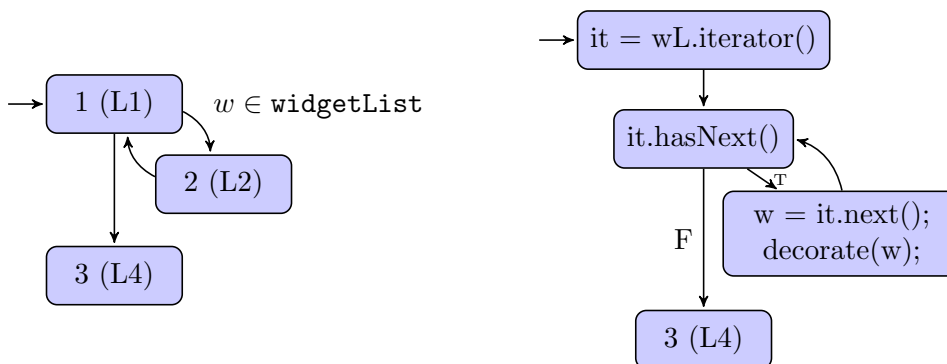 1 (L1)
w ∈ widgetList
2 (L2)
3 (L4)
it = wL.iterator()
it.hasNext()
T
w = it.next();
decorate(w);
F
3 (L4)